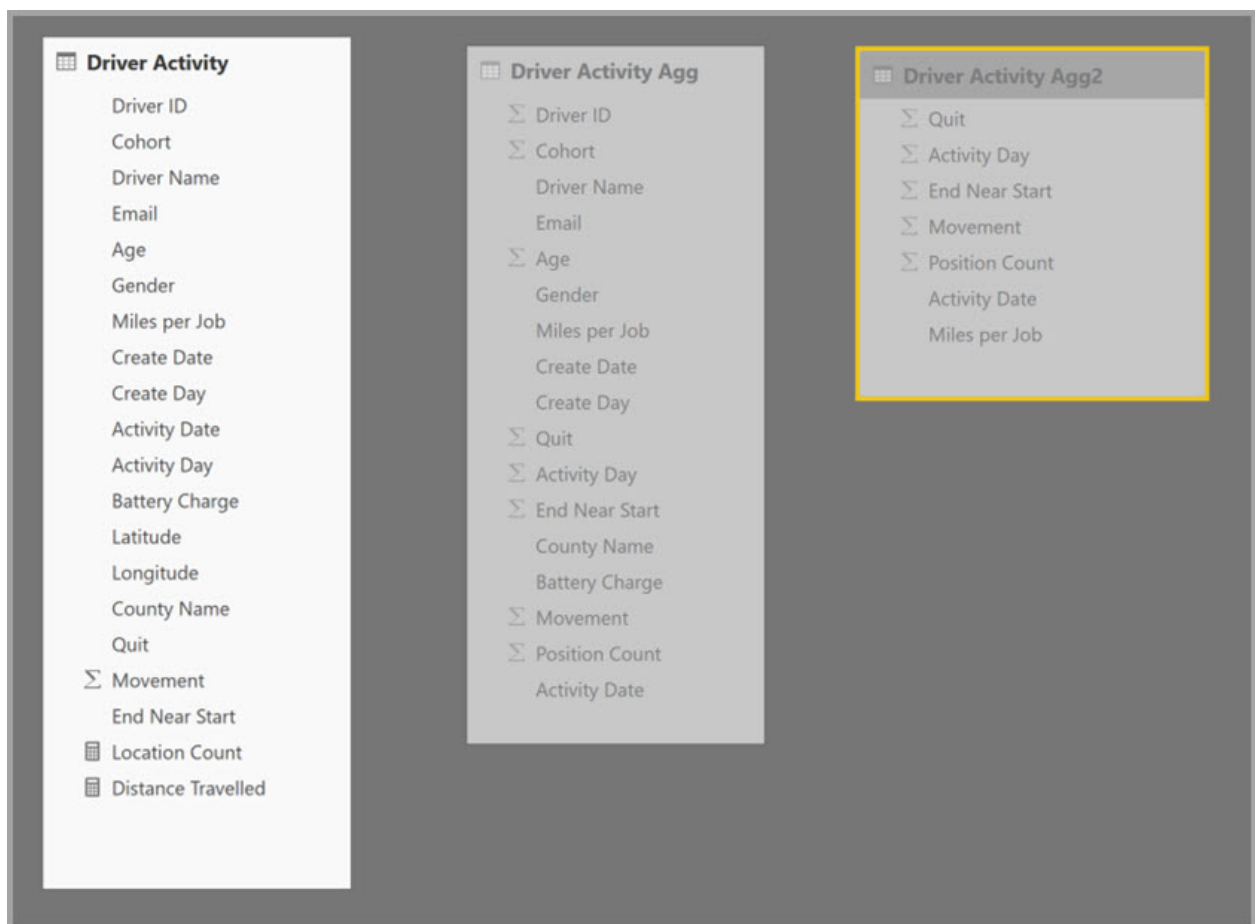 Driver Activity
Driver ID
Cohort
Driver Name
Email
Age
Gender
Miles per Job
Create Date
Create Day
Activity Date
Activity Day
Battery Charge
Latitude
Longitude
County Name
Quit
Σ Movement
End Near Start
Location Count
Distance Travelled
Driver Activity Agg
Σ Driver ID
Σ Cohort
Driver Name
Email
Σ Age
Gender
Miles per Job
Create Date
Create Day
Σ Quit
Σ Activity Day
Σ End Near Start
County Name
Battery Charge
Σ Movement
Σ Position Count
Activity Date
Driver Activity Agg2
Σ Quit
Σ Activity Day
Σ End Near Start
Σ Movement
Σ Position Count
Activity Date
Miles per Job